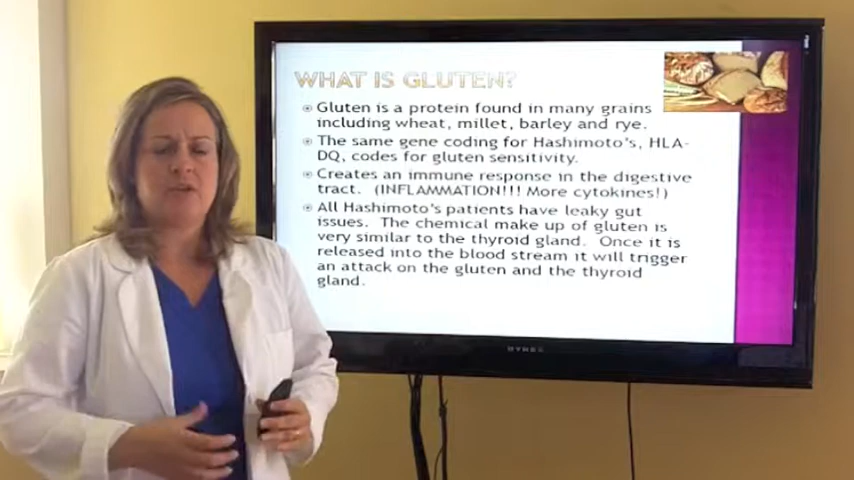 WHAT IS GLUTEN?
Gluten is a protein found in many grains
including wheat, millet, barley and rye.
The same gene coding for Hashimoto's, HLA-
DQ, codes for gluten sensitivity.
Creates an immune response in the digestive
tract. (INFLAMMATION!!! More cytokines!)
All Hashimoto's patients have leaky gut
issues. The chemical make up of gluten is
very similar to the thyroid gland. Once it is
released into the blood stream it will trigger
an attack on the gluten and the thyroid
gland.
DYNEX